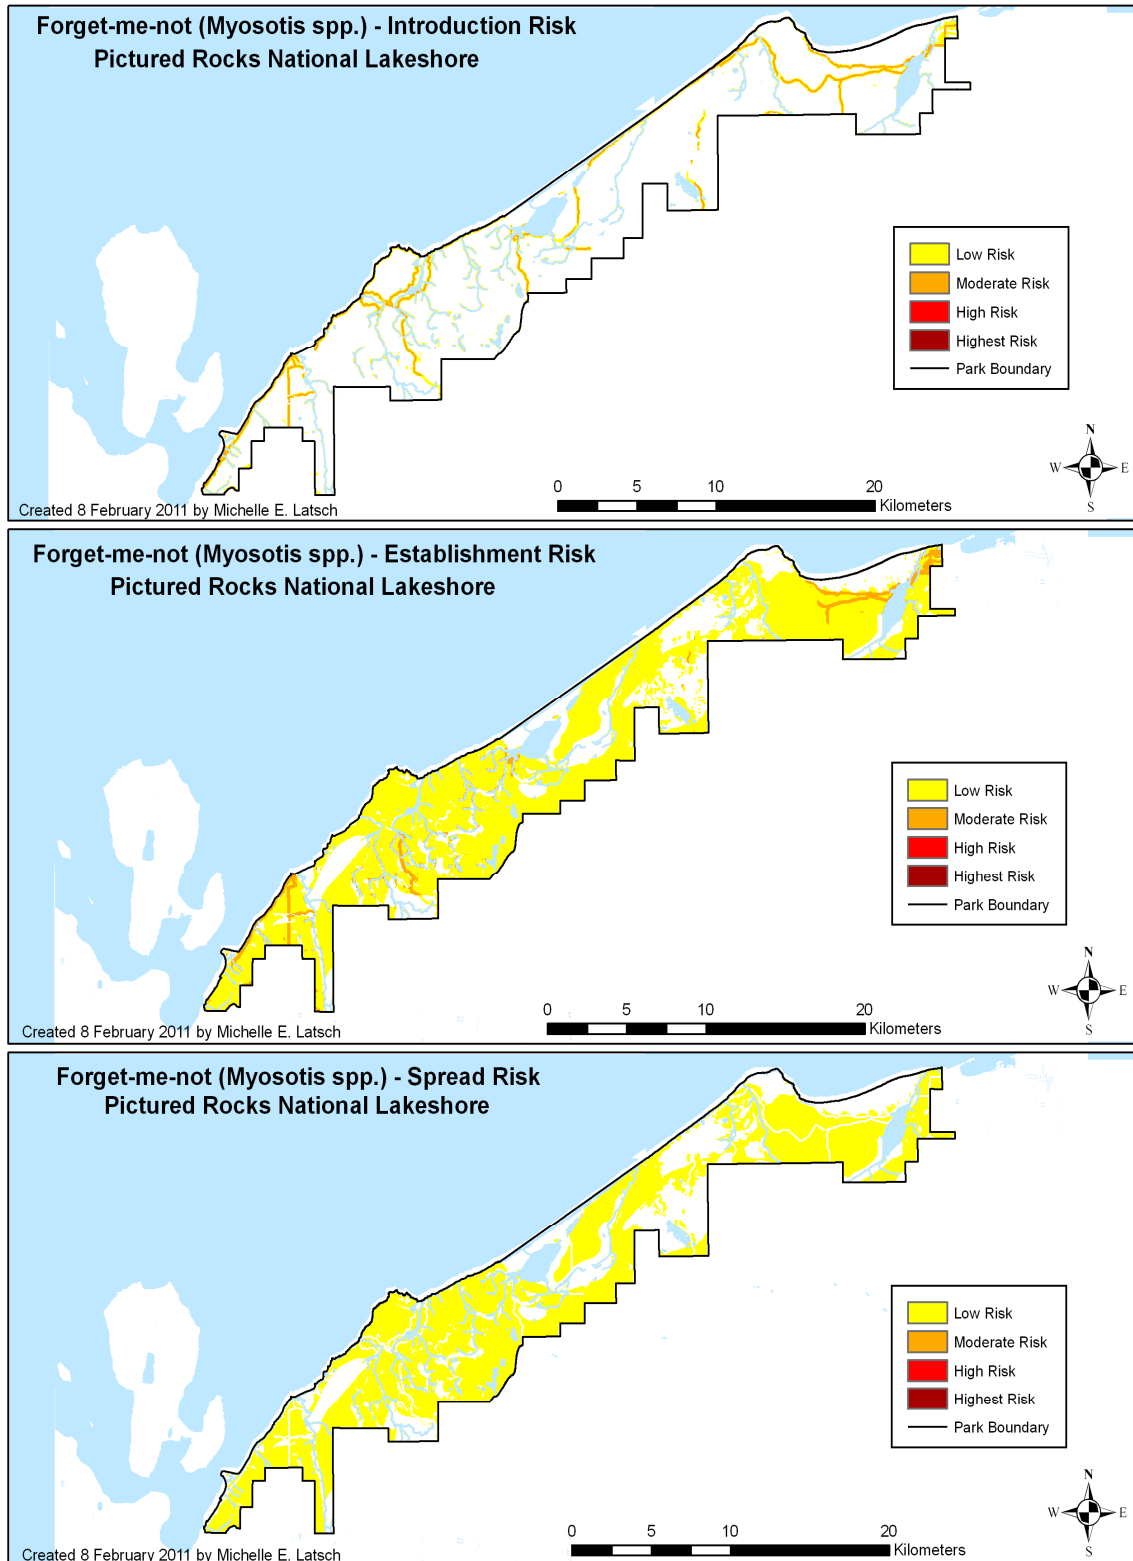 Forget-me-not (Myosotis spp.) - Introduction Risk
Pictured Rocks National Lakeshore
Low Risk
Moderate Risk
High Risk
Highest Risk
Park Boundary
N
W E
S
0 5 10 20
Kilometers
Created 8 February 2011 by Michelle E. Latsch
Forget-me-not (Myosotis spp.) - Establishment Risk
Pictured Rocks National Lakeshore
Low Risk
Moderate Risk
High Risk
Highest Risk
Park Boundary
N
W E
S
0 5 10 20
Kilometers
Created 8 February 2011 by Michelle E. Latsch
Forget-me-not (Myosotis spp.) - Spread Risk
Pictured Rocks National Lakeshore
Low Risk
Moderate Risk
High Risk
Highest Risk
Park Boundary
N
W E
S
0 5 10 20
Kilometers
Created 8 February 2011 by Michelle E. Latsch